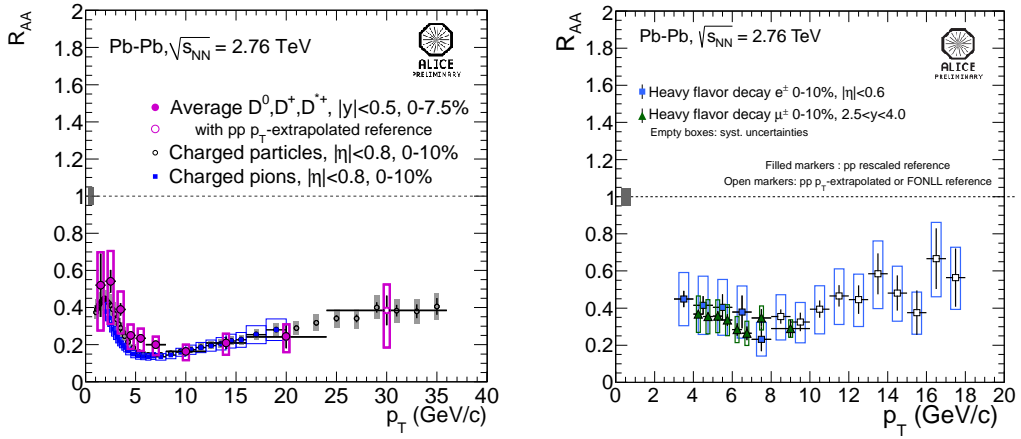 R_AA
2
1.8
1.6
1.4
1.2
1
0.8
0.6
0.4
0.2
0
Pb-Pb, √s_NN = 2.76 TeV
ALICE
PRELIMINARY
Average D⁰,D⁺,D*⁺, |y|<0.5, 0-7.5%
with pp p_T-extrapolated reference
Charged particles, |η|<0.8, 0-10%
Charged pions, |η|<0.8, 0-10%
0 5 10 15 20 25 30 35 40
p_T (GeV/c)
R_AA
2
1.8
1.6
1.4
1.2
1
0.8
0.6
0.4
0.2
0
Pb-Pb, √s_NN = 2.76 TeV
ALICE
PRELIMINARY
Heavy flavor decay e± 0-10%, |η|<0.6
Heavy flavor decay μ± 0-10%, 2.5<y<4.0
Empty boxes: syst. uncertainties
Filled markers : pp rescaled reference
Open markers: pp p_T-extrapolated or FONLL reference
0 2 4 6 8 10 12 14 16 18 20
p_T (GeV/c)